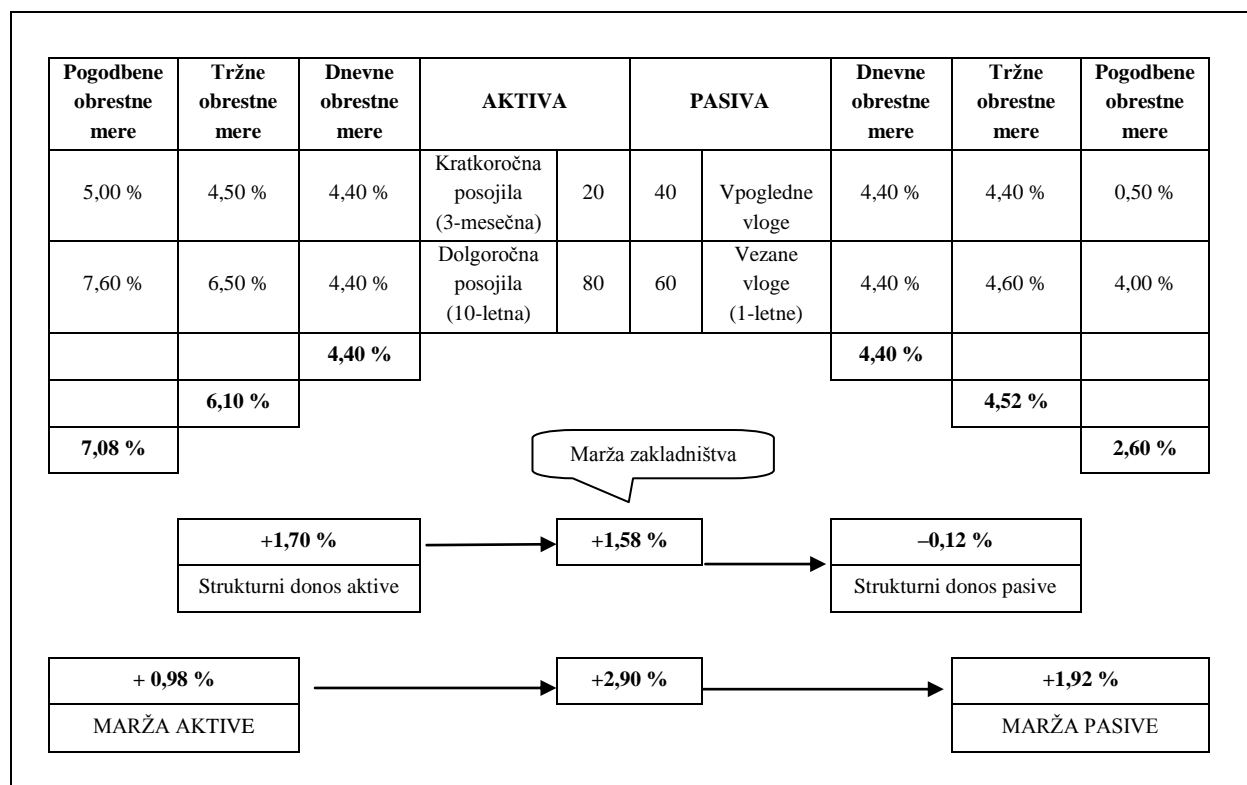 Pogodbene obrestne mere Tržne obrestne mere Dnevne obrestne mere AKTIVA PASIVA Dnevne obrestne mere Tržne obrestne mere Pogodbene obrestne mere
5,00 % 4,50 % 4,40 % Kratkoročna posojila (3-mesečna) 20 40 Vpogledne vloge 4,40 % 4,40 % 0,50 %
7,60 % 6,50 % 4,40 % Dolgoročna posojila (10-letna) 80 60 Vezane vloge (1-letne) 4,40 % 4,60 % 4,00 %
4,40 % 4,40 %
6,10 % 4,52 %
7,08 % 2,60 %
Marža zakladništva
+1,70 % +1,58 % –0,12 %
Strukturni donos aktive Strukturni donos pasive
+ 0,98 % +2,90 % +1,92 %
MARŽA AKTIVE MARŽA PASIVE